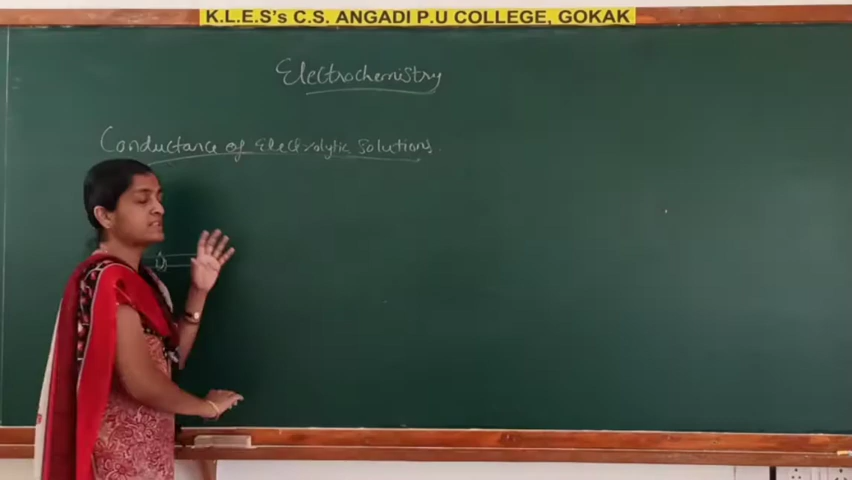 K.L.E.S's C.S. ANGADI P.U COLLEGE, GOKAK
Electrochemistry
Conductance of Electrolytic Solutions.